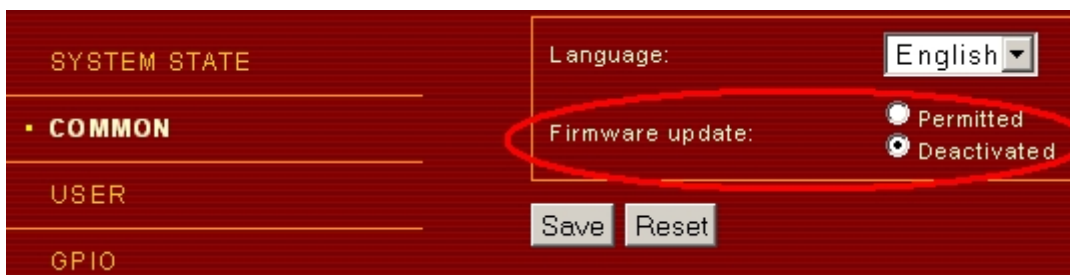 SYSTEM STATE
COMMON
USER
GPIO
Language:
English
Firmware update:
Permitted
Deactivated
Save
Reset